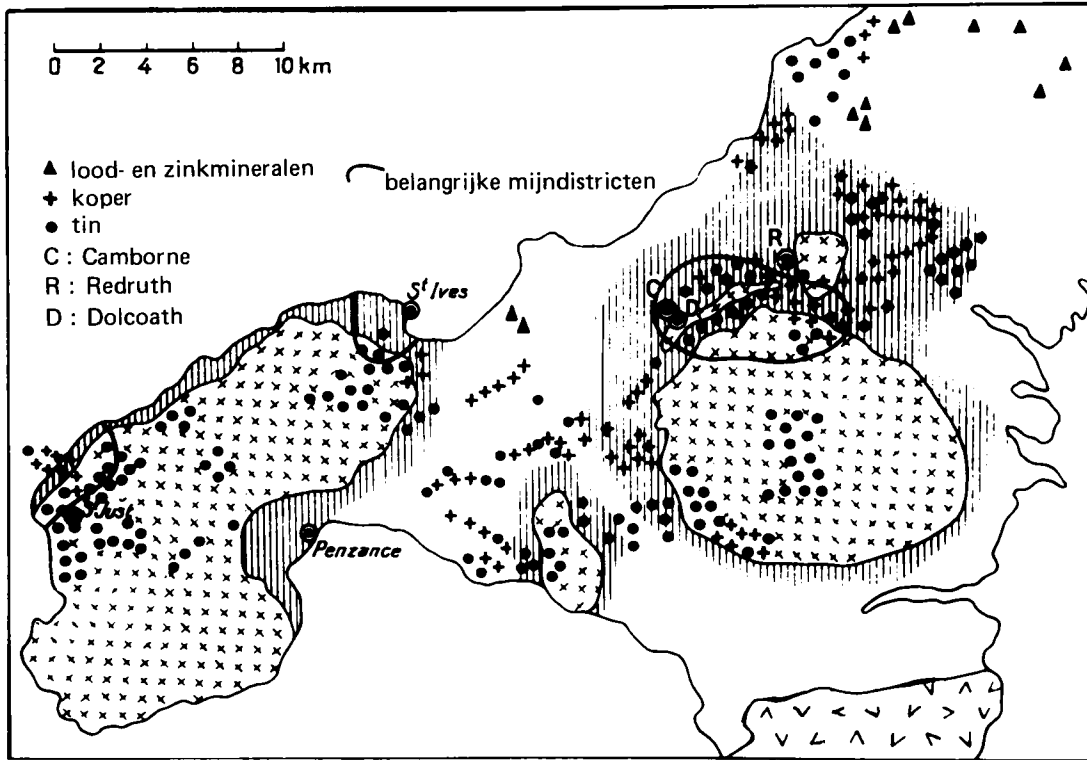 0 2 4 6 8 10 km
lood- en zinkmineralen
belangrijke mijndistricten
koper
tin
C : Camborne
R : Redruth
D : Dolcoath
R
St Ives
C
D
St Just
Penzance